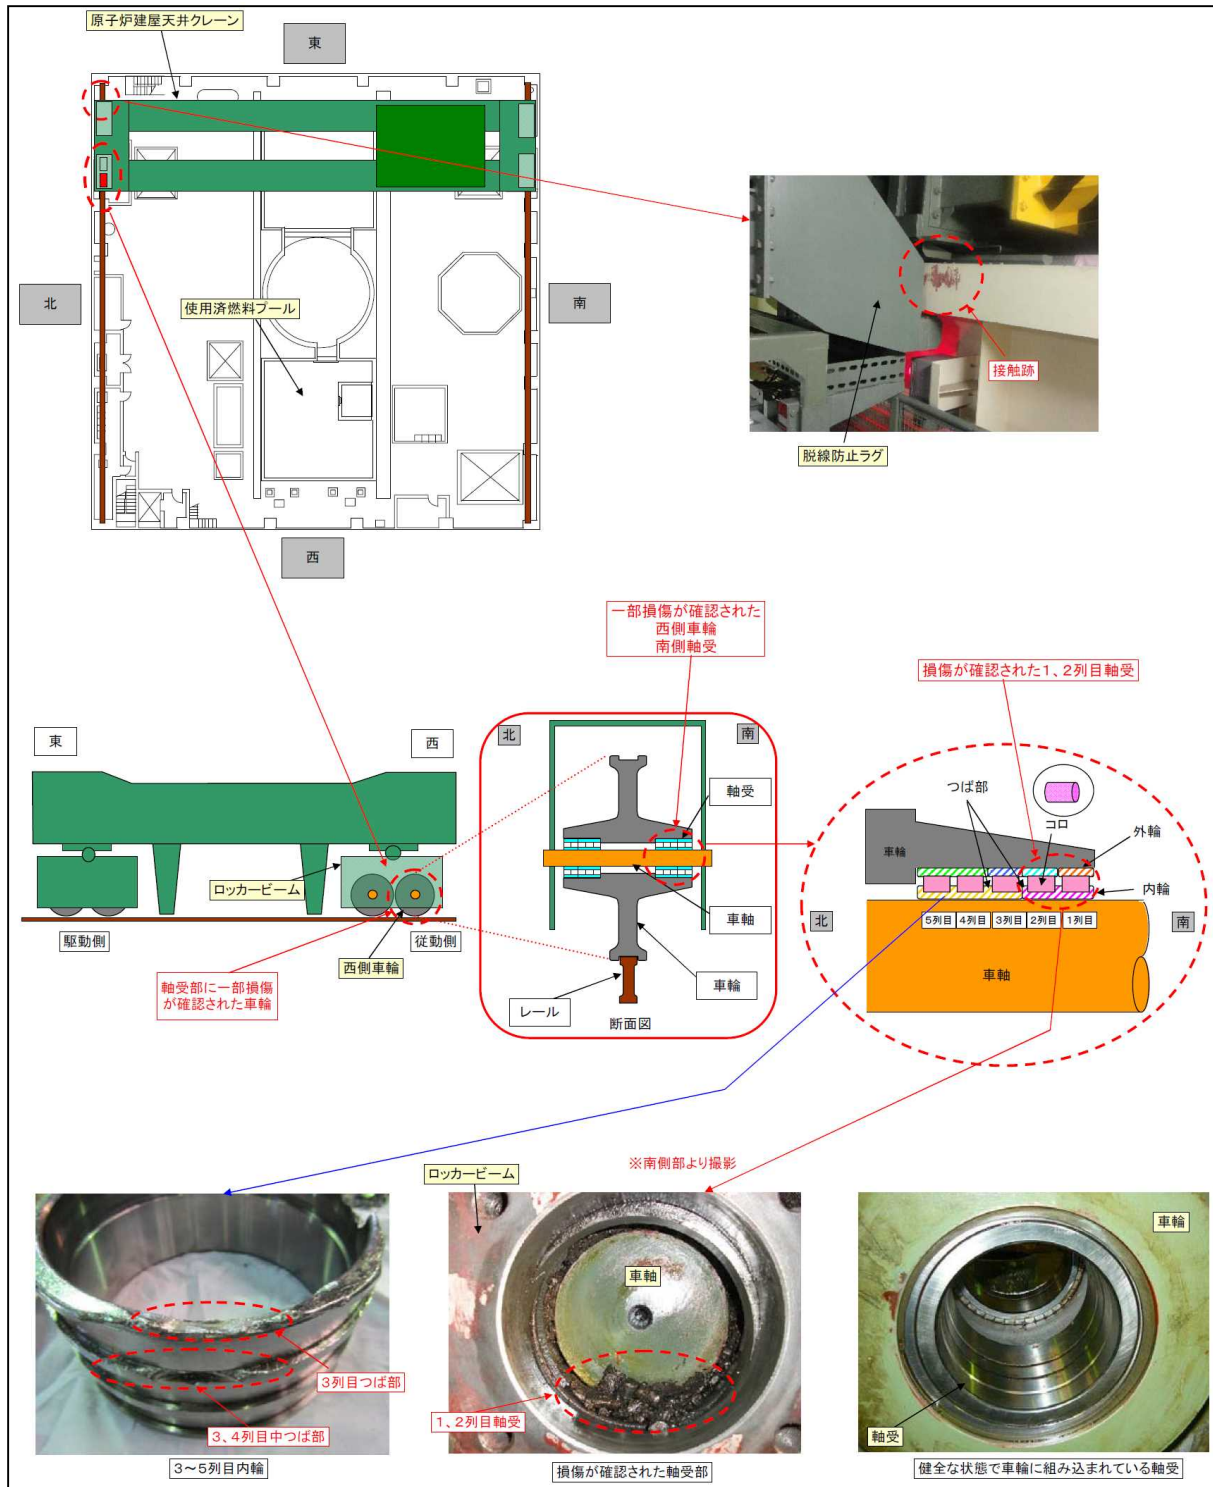 原子炉建屋天井クレーン
東
北
南
使用済燃料プール
西
接触跡
脱線防止ラグ
一部損傷が確認された
西側車輪
南側軸受
損傷が確認された1、2列目軸受
東
西
ロッカービーム
駆動側
従動側
西側車輪
軸受部に一部損傷
が確認された車輪
北
南
軸受
車軸
車輪
レール
断面図
つば部
コロ
外輪
車輪
内輪
北
5列目
4列目
3列目
2列目
1列目
南
車軸
※南側部より撮影
ロッカービーム
車軸
車輪
3列目つば部
3、4列目中つば部
1、2列目軸受
軸受
3~5列目内輪
損傷が確認された軸受部
健全な状態で車輪に組み込まれている軸受